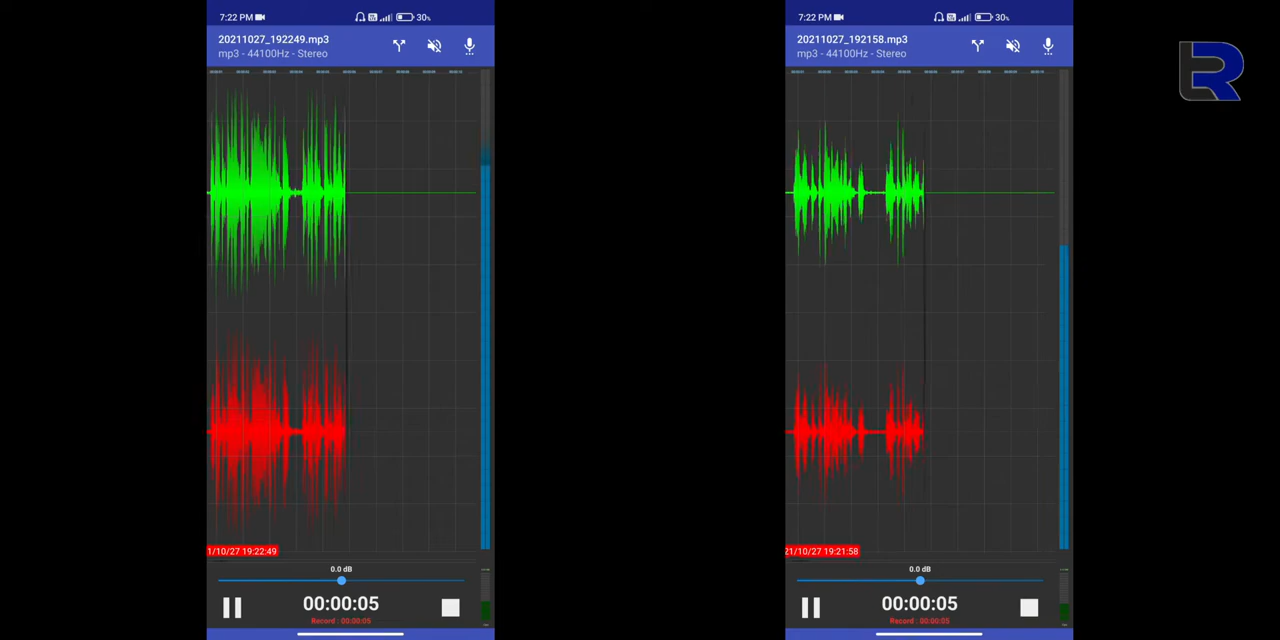 7:22 PM 30%
20211027_192249.mp3
mp3 - 44100Hz - Stereo
1/10/27 19:22:49
0.0 dB
00:00:05
Record : 00:00:05
7:22 PM 30%
20211027_192158.mp3
mp3 - 44100Hz - Stereo
21/10/27 19:21:58
0.0 dB
00:00:05
Record : 00:00:05